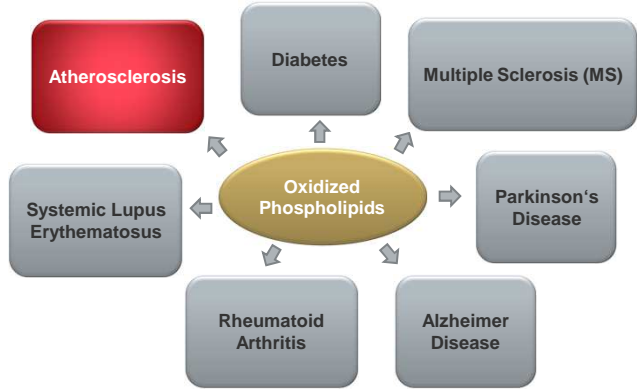 Atherosclerosis
Diabetes
Multiple Sclerosis (MS)
Oxidized
Phospholipids
Systemic Lupus
Erythematosus
Parkinson‘s
Disease
Rheumatoid
Arthritis
Alzheimer
Disease